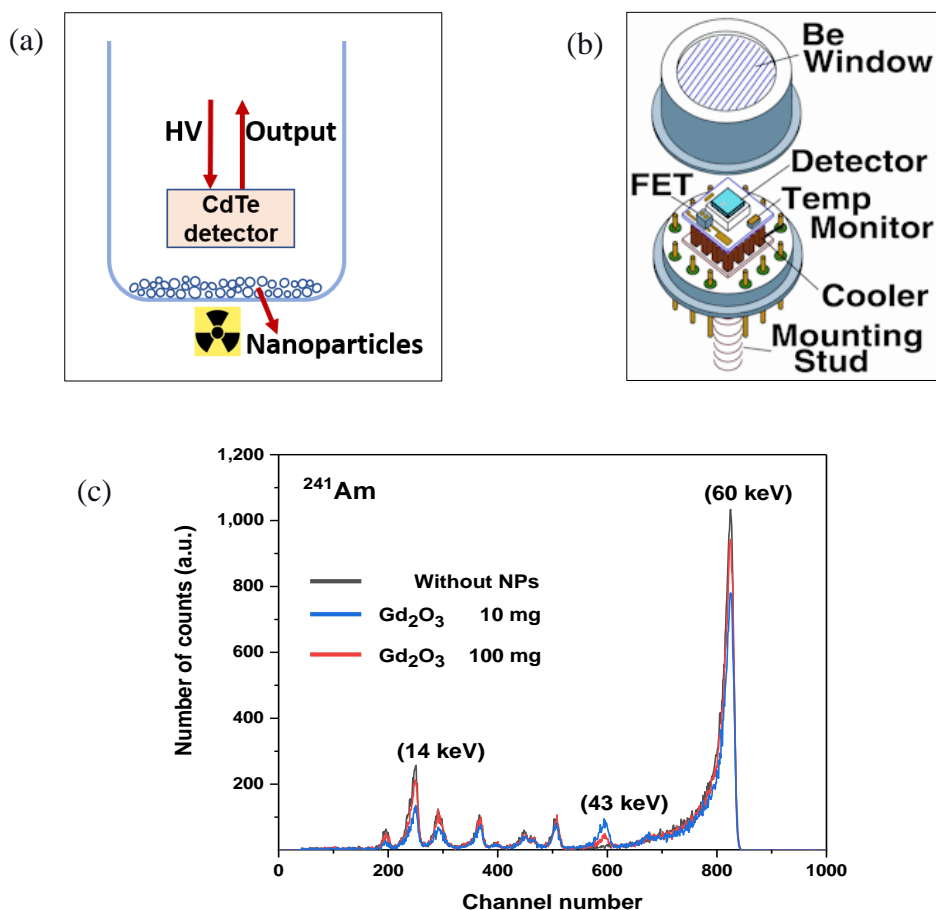 (a)
HV
Output
CdTe
detector
Nanoparticles
(b)
Be
Window
Detector
FET
Temp
Monitor
Cooler
Mounting
Stud
(c)
1,200
1,000
800
600
400
200
Number of counts (a.u.)
²⁴¹Am
(60 keV)
Without NPs
Gd₂O₃ 10 mg
Gd₂O₃ 100 mg
(14 keV)
(43 keV)
0 200 400 600 800 1000
Channel number